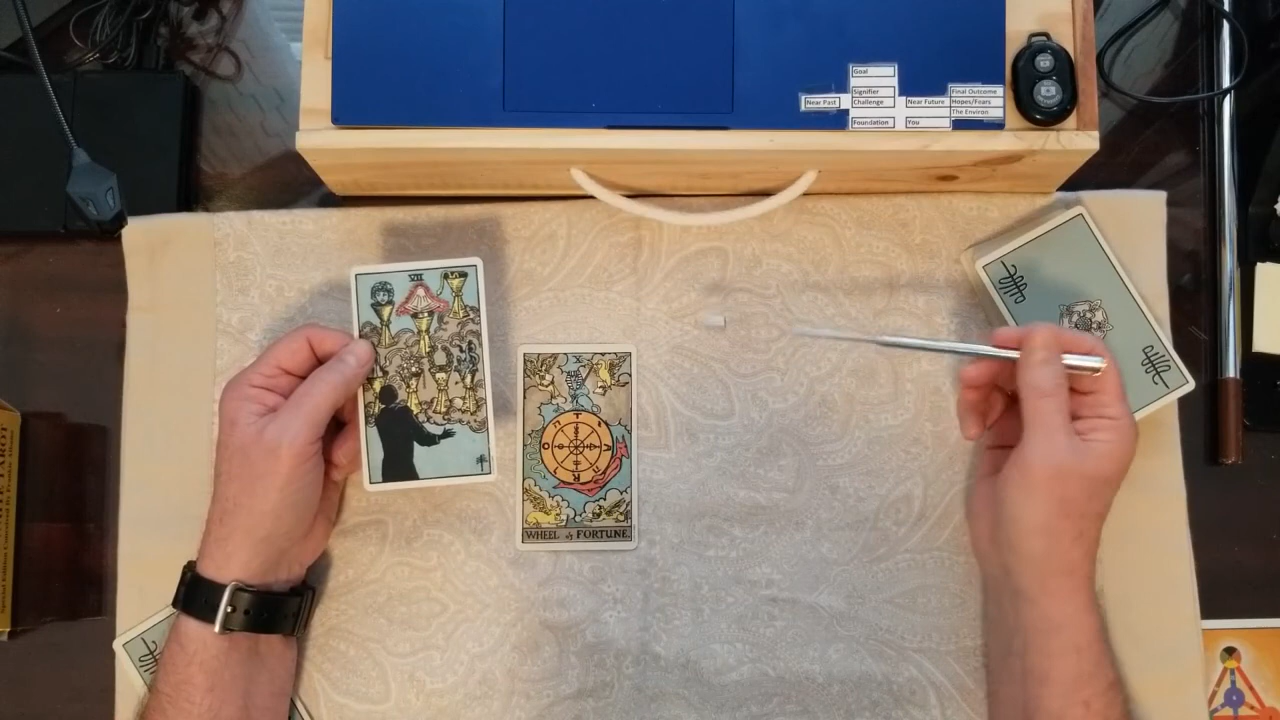 Goal
Signifier
Final Outcome
Near Past
Challenge
Near Future
Hopes/Fears
The Environ
Foundation
You
VII
X
WHEEL of FORTUNE.